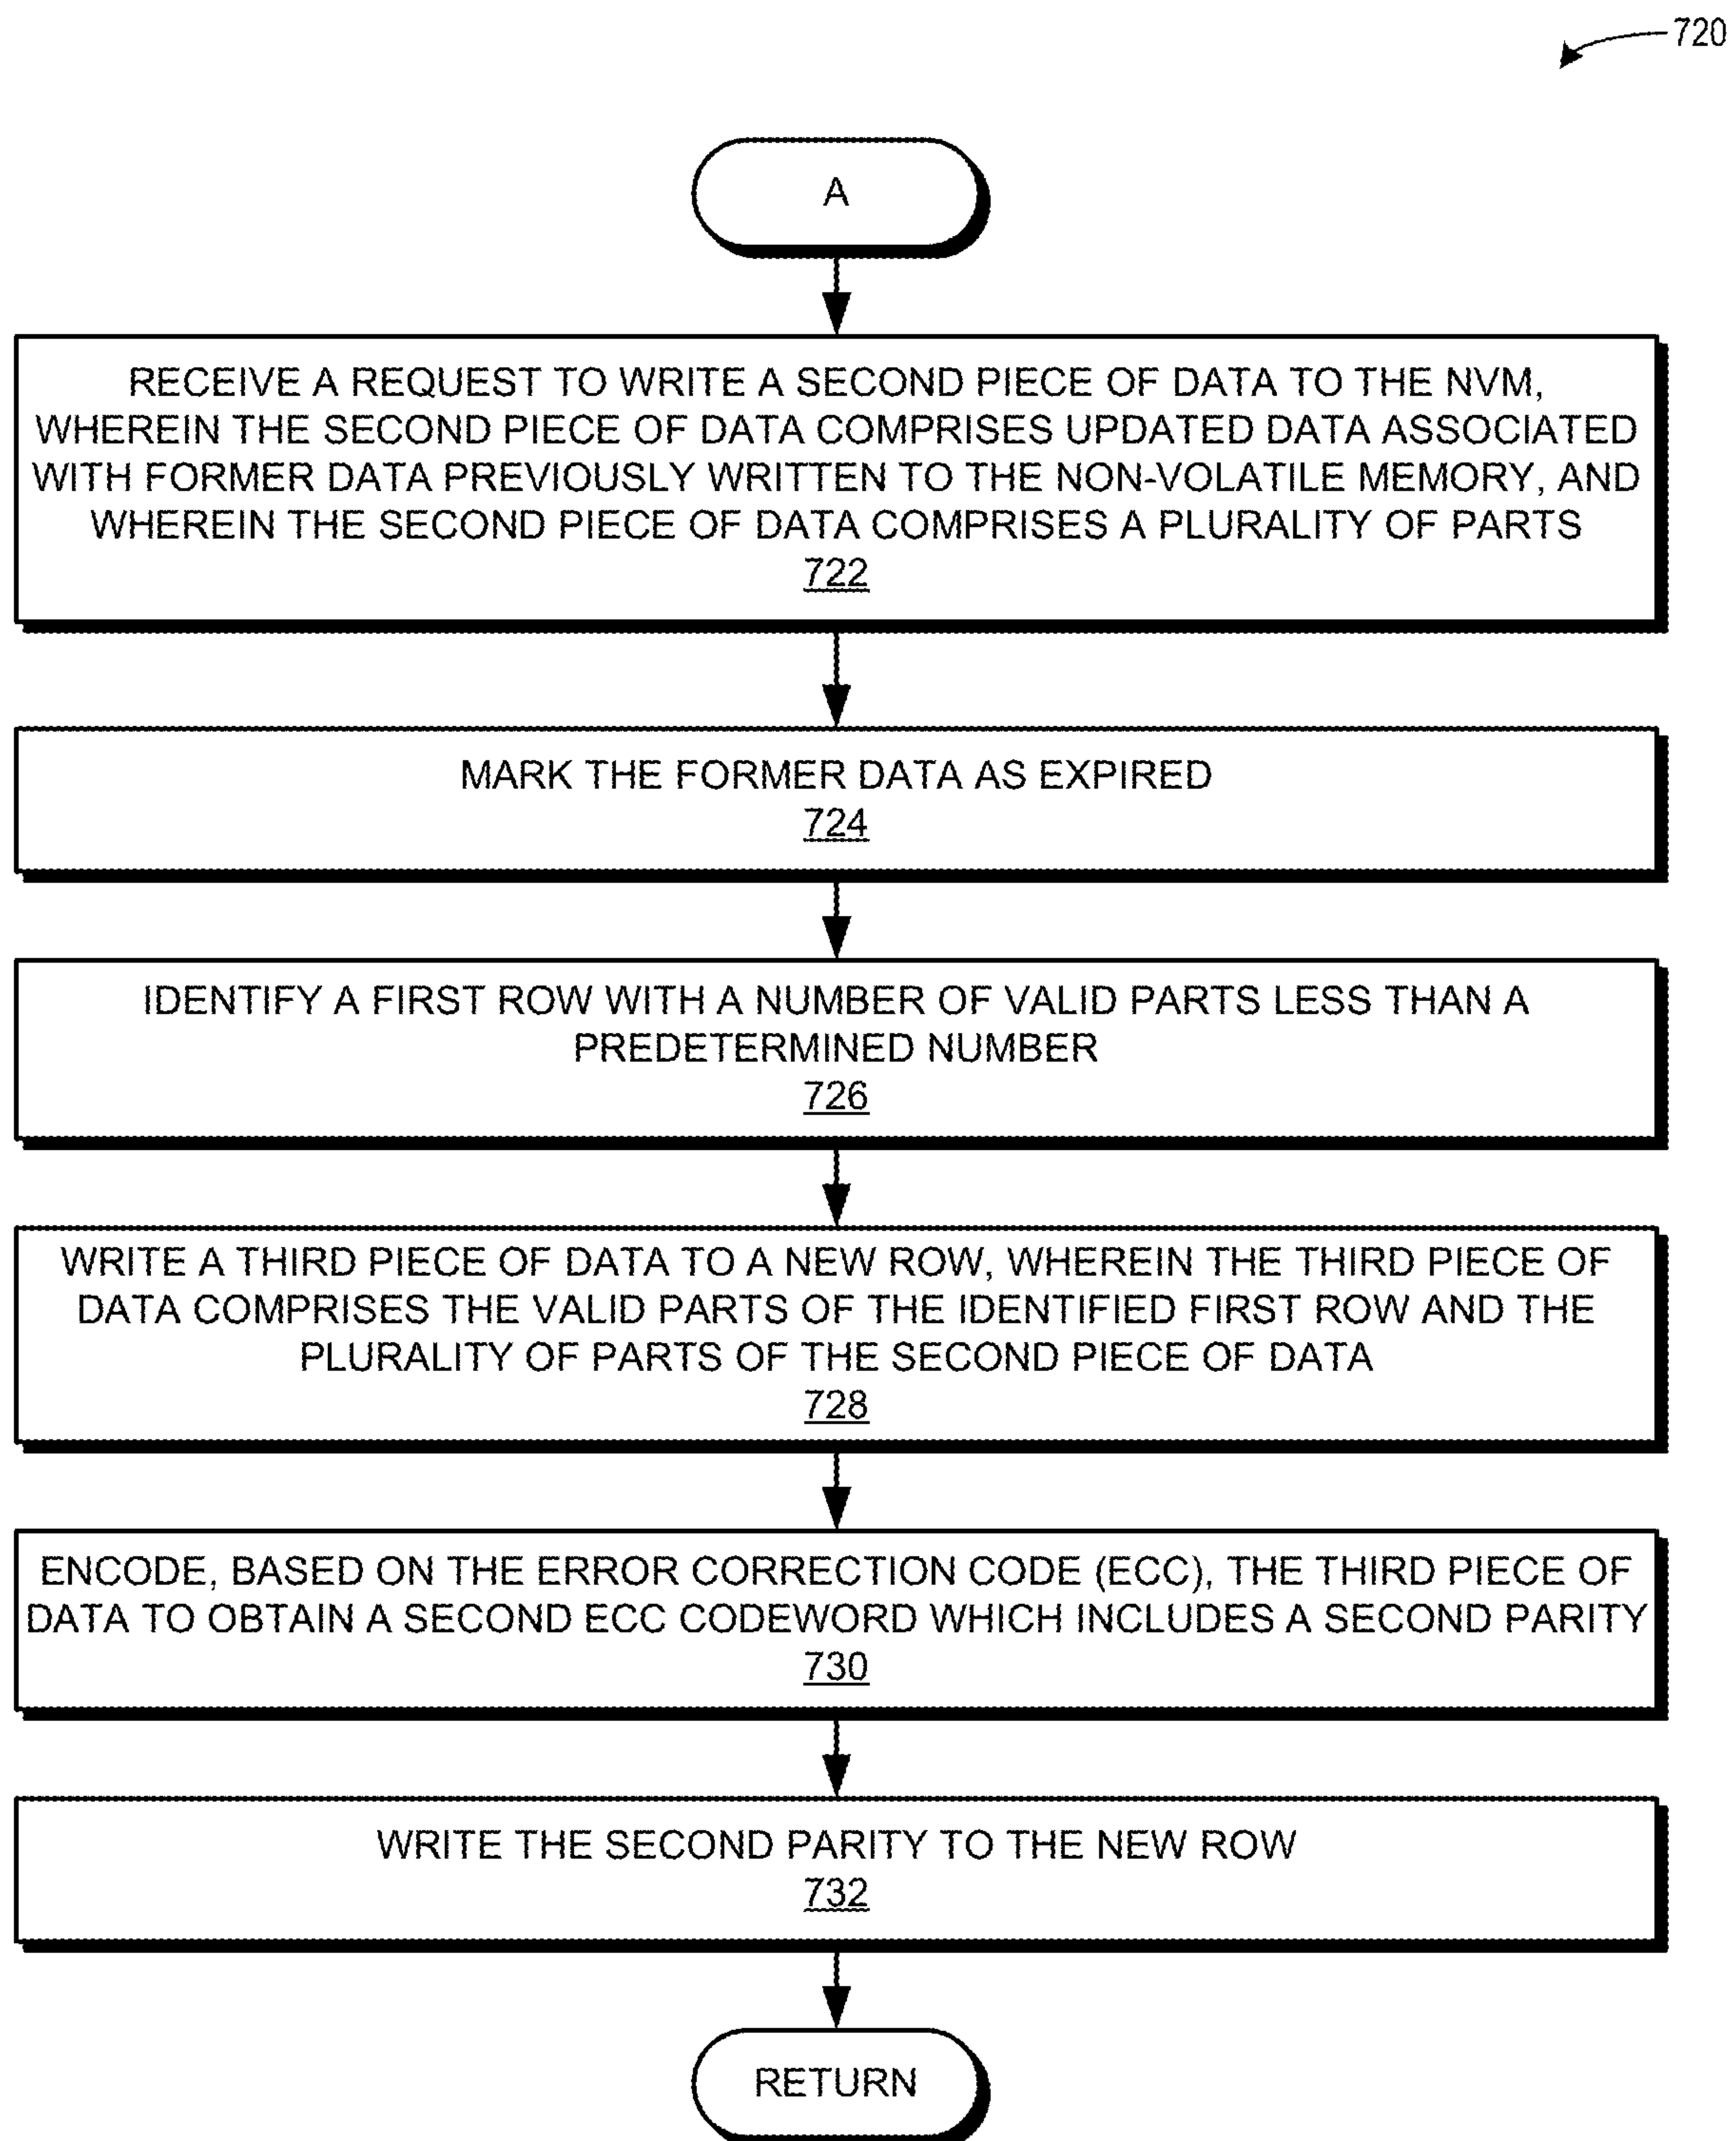 720
A
RECEIVE A REQUEST TO WRITE A SECOND PIECE OF DATA TO THE NVM,
WHEREIN THE SECOND PIECE OF DATA COMPRISES UPDATED DATA ASSOCIATED
WITH FORMER DATA PREVIOUSLY WRITTEN TO THE NON-VOLATILE MEMORY, AND
WHEREIN THE SECOND PIECE OF DATA COMPRISES A PLURALITY OF PARTS
722
MARK THE FORMER DATA AS EXPIRED
724
IDENTIFY A FIRST ROW WITH A NUMBER OF VALID PARTS LESS THAN A
PREDETERMINED NUMBER
726
WRITE A THIRD PIECE OF DATA TO A NEW ROW, WHEREIN THE THIRD PIECE OF
DATA COMPRISES THE VALID PARTS OF THE IDENTIFIED FIRST ROW AND THE
PLURALITY OF PARTS OF THE SECOND PIECE OF DATA
728
ENCODE, BASED ON THE ERROR CORRECTION CODE (ECC), THE THIRD PIECE OF
DATA TO OBTAIN A SECOND ECC CODEWORD WHICH INCLUDES A SECOND PARITY
730
WRITE THE SECOND PARITY TO THE NEW ROW
732
RETURN